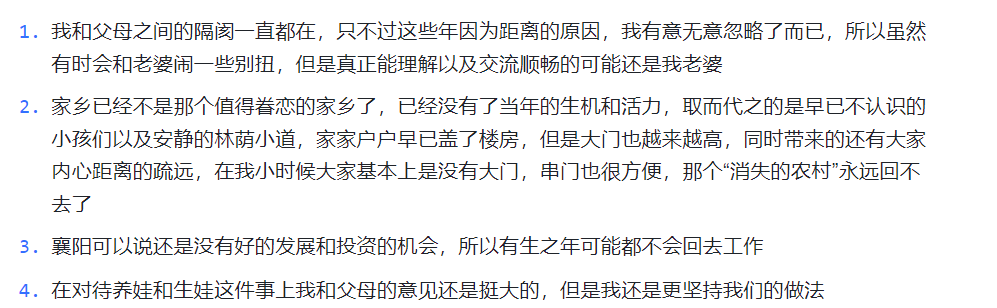 1. 我和父母之间的隔阂一直都在，只不过这些年因为距离的原因，我有意无意忽略了而已，所以虽然
有时会和老婆闹一些别扭，但是真正能理解以及交流顺畅的可能还是我老婆
2. 家乡已经不是那个值得眷恋的家乡了，已经没有了当年的生机和活力，取而代之的是早已不认识的
小孩们以及安静的林荫小道，家家户户早已盖了楼房，但是大门也越来越高，同时带来的还有大家
内心距离的疏远，在我小时候大家基本上是没有大门，串门也很方便，那个“消失的农村”永远回不
去了
3. 襄阳可以说还是没有好的发展和投资的机会，所以有生之年可能都不会回去工作
4. 在对待养娃和生娃这件事上我和父母的意见还是挺大的，但是我还是更坚持我们的做法